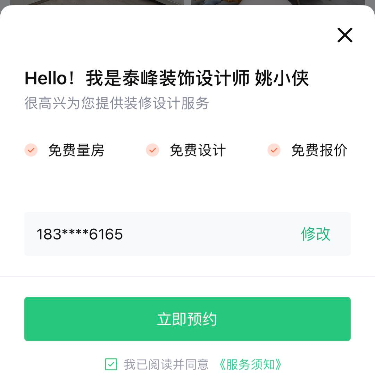 Hello！我是泰峰装饰设计师 姚小侠
很高兴为您提供装修设计服务
免费量房 免费设计 免费报价
183****6165 修改
立即预约
我已阅读并同意 《服务须知》